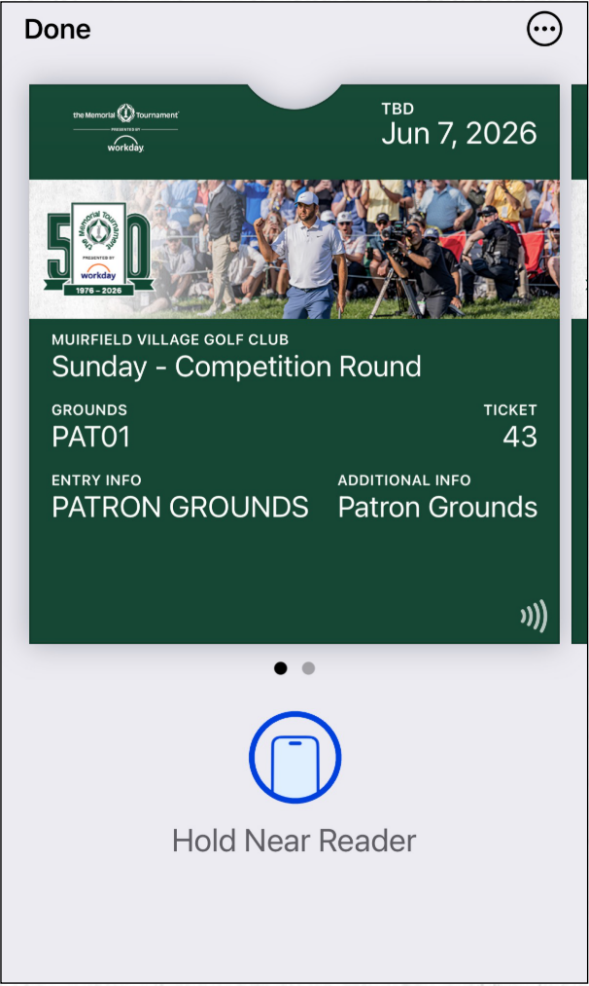 Done
the Memorial Tournament
PRESENTED BY
workday.
TBD
Jun 7, 2026
50
the Memorial Tournament
PRESENTED BY
workday
1976 – 2026
MUIRFIELD VILLAGE GOLF CLUB
Sunday - Competition Round
GROUNDS
PAT01
TICKET
43
ENTRY INFO
PATRON GROUNDS
ADDITIONAL INFO
Patron Grounds
Hold Near Reader